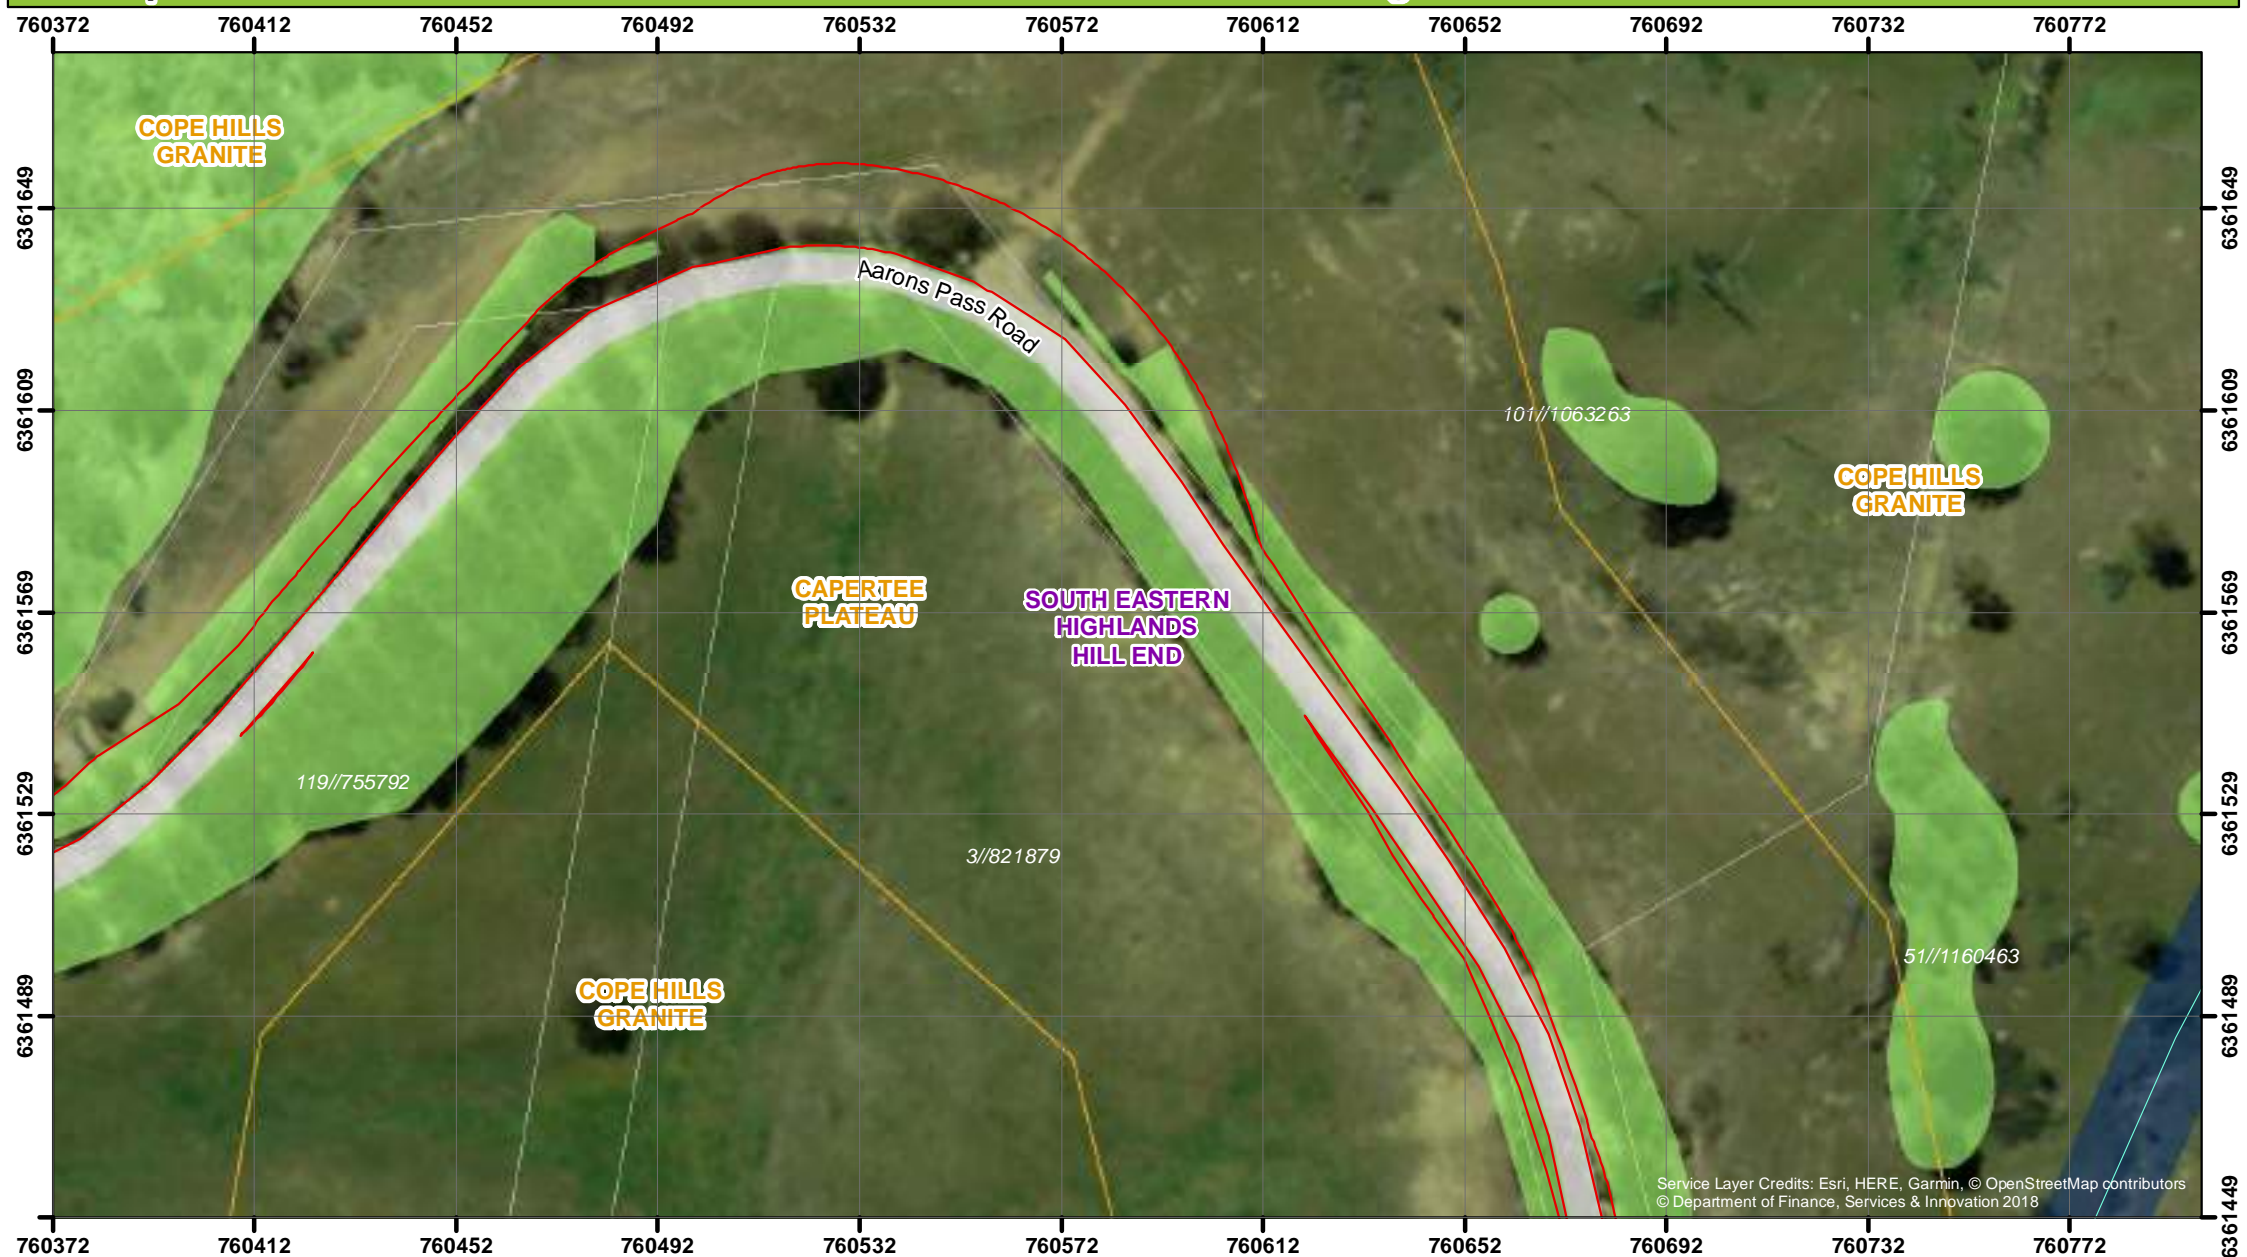 760372 760412 760452 760492 760532 760572 760612 760652 760692 760732 760772
COPE HILLS
GRANITE
6361649
6361649
Aarons Pass Road
6361609
6361609
101//1063263
COPE HILLS
GRANITE
CAPERTEE
PLATEAU
SOUTH EASTERN
HIGHLANDS
HILL END
6361569
6361569
119//755792
6361529
6361529
3//821879
51//1160463
COPE HILLS
GRANITE
6361489
6361489
Service Layer Credits: Esri, HERE, Garmin, © OpenStreetMap contributors
© Department of Finance, Services & Innovation 2018
6361449
760372 760412 760452 760492 760532 760572 760612 760652 760692 760732 760772